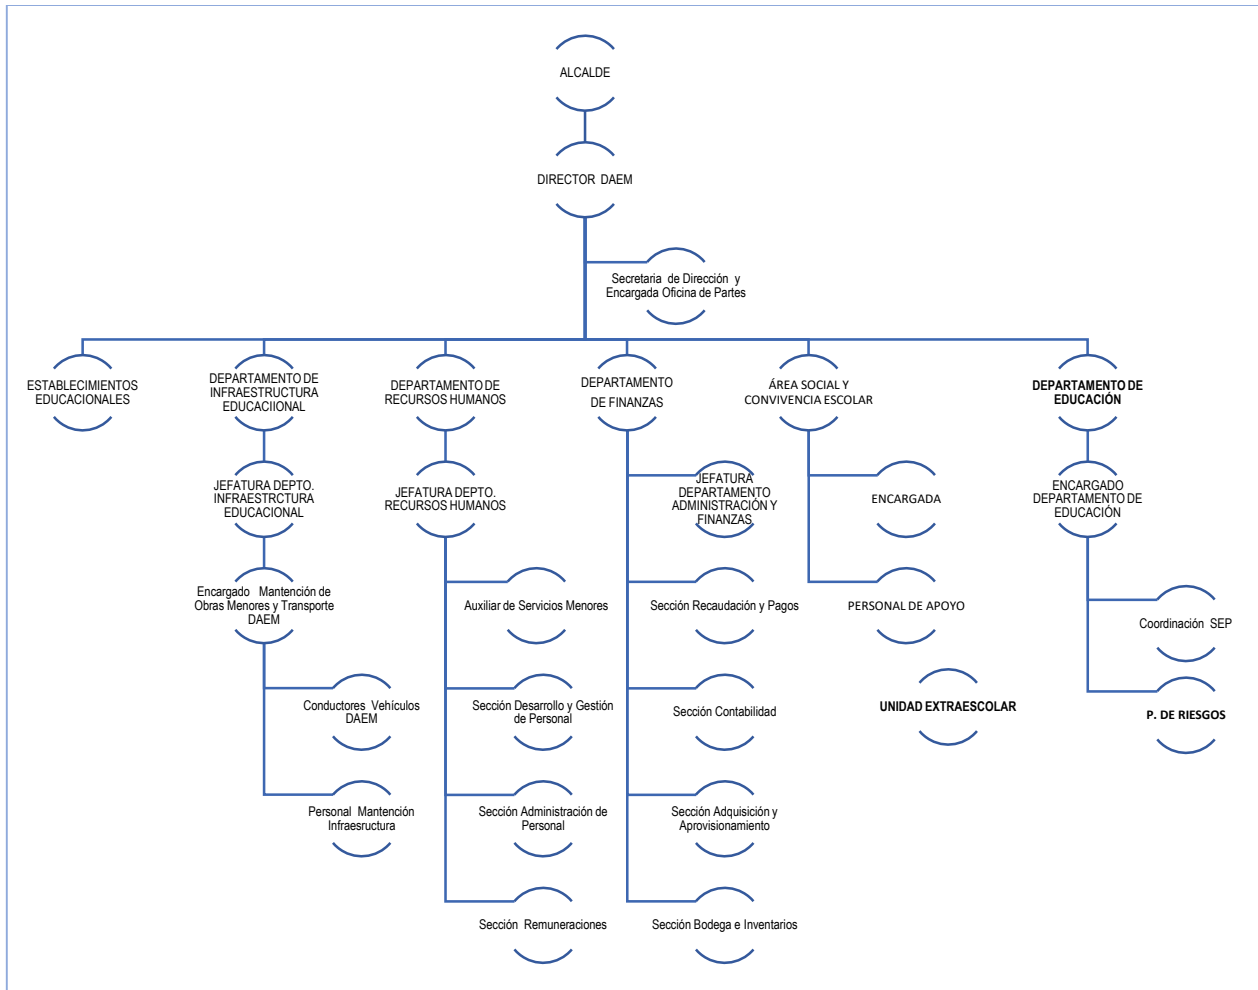 ALCALDE
DIRECTOR DAEM
Secretaria de Dirección y
Encargada Oficina de Partes
ESTABLECIMIENTOS
EDUCACIONALES
DEPARTAMENTO DE
INFRAESTRUCTURA
EDUCACIIONAL
DEPARTAMENTO DE
RECURSOS HUMANOS
DEPARTAMENTO
DE FINANZAS
ÁREA SOCIAL Y
CONVIVENCIA ESCOLAR
DEPARTAMENTO DE
EDUCACIÓN
JEFATURA DEPTO.
INFRAESTRCTURA
EDUCACIONAL
JEFATURA DEPTO.
RECURSOS HUMANOS
JEFATURA
DEPARTAMENTO
ADMINISTRACIÓN Y
FINANZAS
ENCARGADA
ENCARGADO
DEPARTAMENTO DE
EDUCACIÓN
Encargado Mantención de
Obras Menores y Transporte
DAEM
Auxiliar de Servicios Menores
Sección Recaudación y Pagos
PERSONAL DE APOYO
Coordinación SEP
Conductores Vehículos
DAEM
Sección Desarrollo y Gestión
de Personal
Sección Contabilidad
UNIDAD EXTRAESCOLAR
P. DE RIESGOS
Personal Mantención
Infraesructura
Sección Administración de
Personal
Sección Adquisición y
Aprovisionamiento
Sección Remuneraciones
Sección Bodega e Inventarios